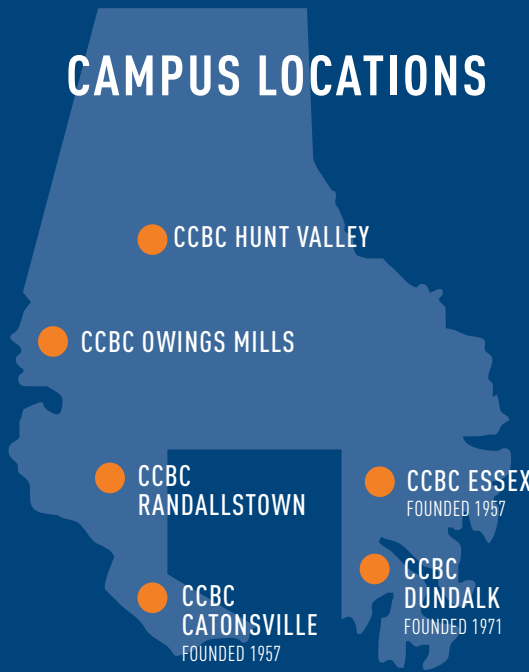 CAMPUS LOCATIONS
CCBC HUNT VALLEY
CCBC OWINGS MILLS
CCBC
RANDALLSTOWN
CCBC ESSEX
FOUNDED 1957
CCBC
DUNDALK
FOUNDED 1971
CCBC
CATONSVILLE
FOUNDED 1957